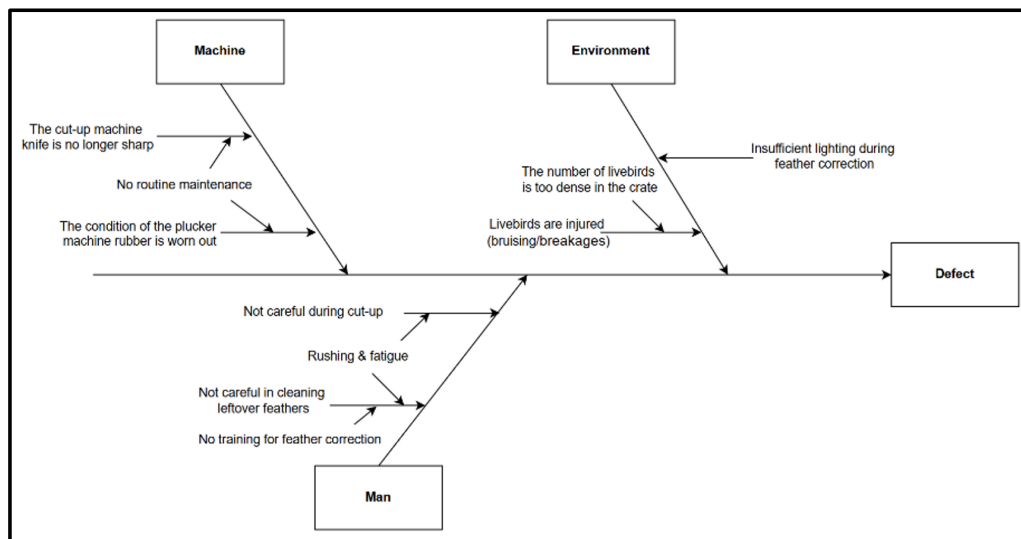 Machine
Environment
The cut-up machine
knife is no longer sharp
Insufficient lighting during
feather correction
The number of livebirds
is too dense in the crate
No routine maintenance
The condition of the plucker
machine rubber is worn out
Livebirds are injured
(bruising/breakages)
Defect
Not careful during cut-up
Rushing & fatigue
Not careful in cleaning
leftover feathers
No training for feather correction
Man